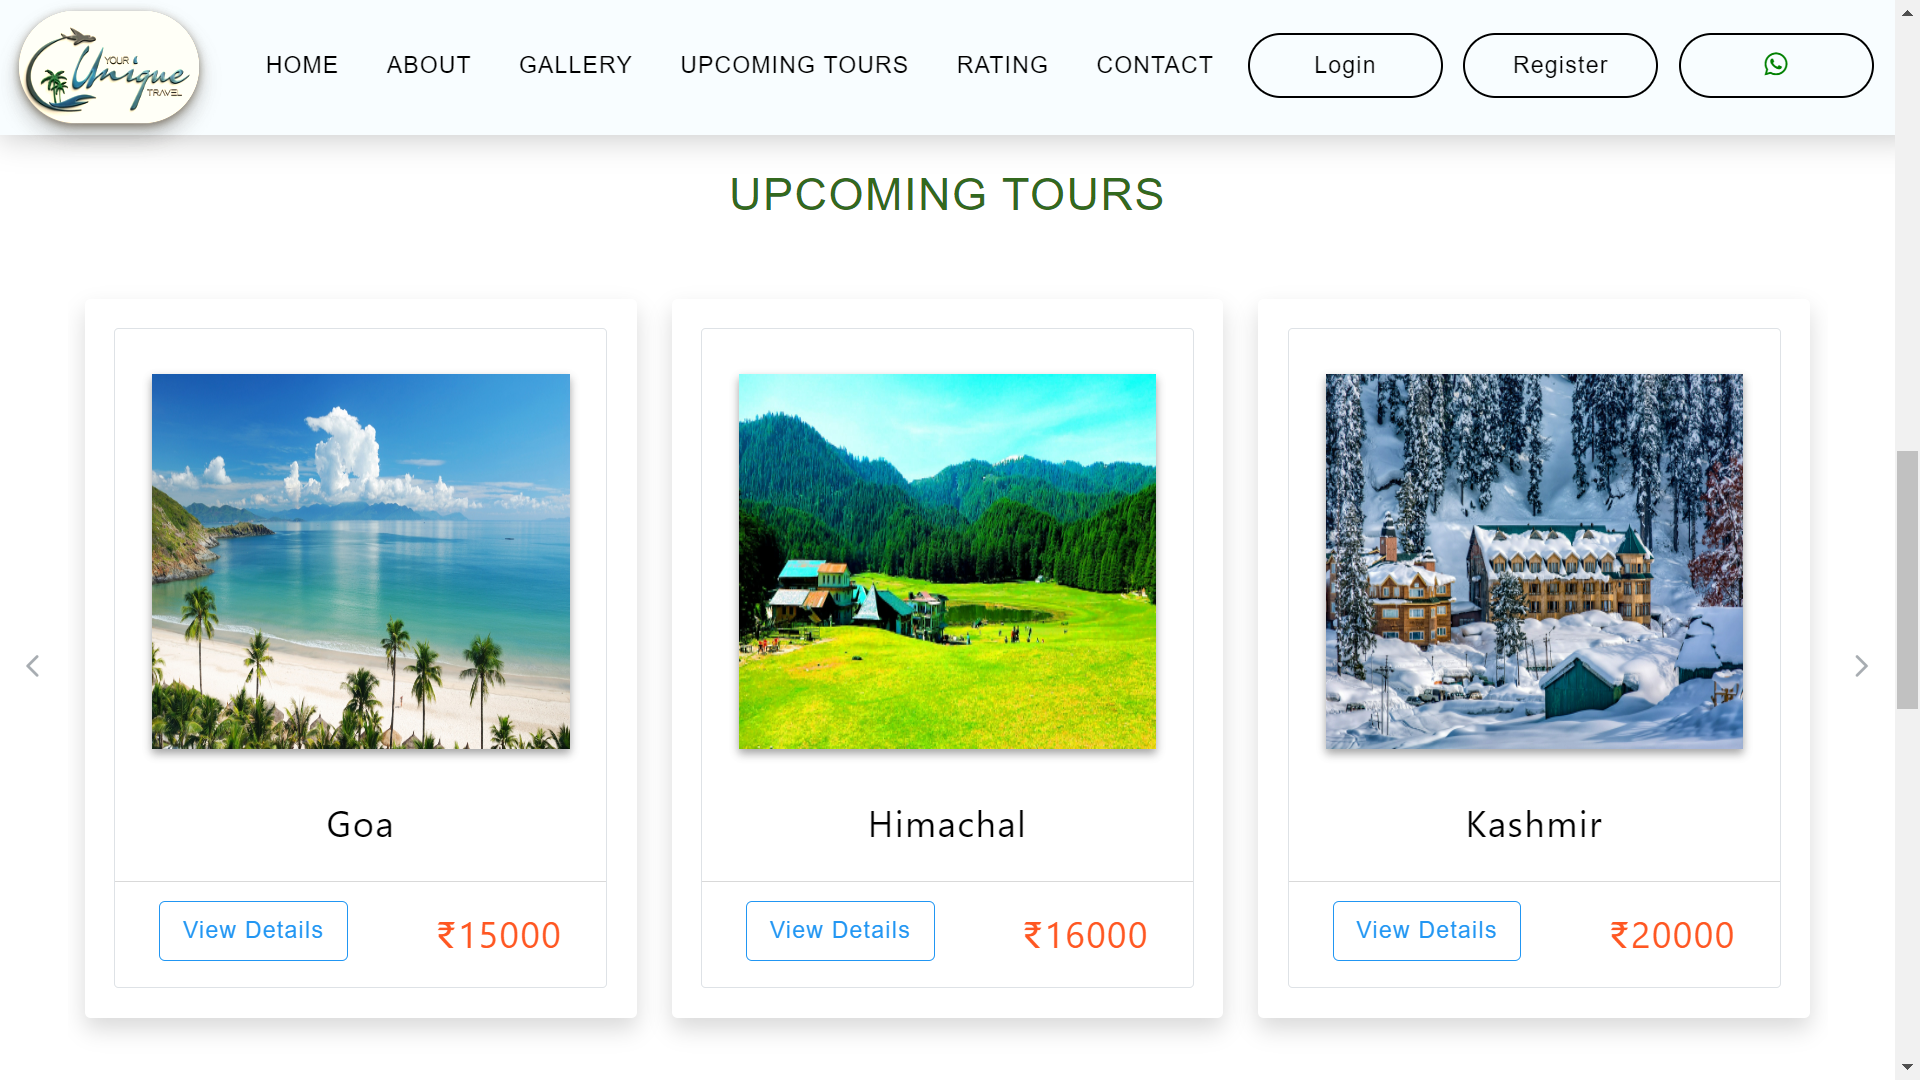 YOUR
Unique
TRAVEL
HOME ABOUT GALLERY UPCOMING TOURS RATING CONTACT Login Register
UPCOMING TOURS
Goa
Himachal
Kashmir
View Details ₹15000
View Details ₹16000
View Details ₹20000